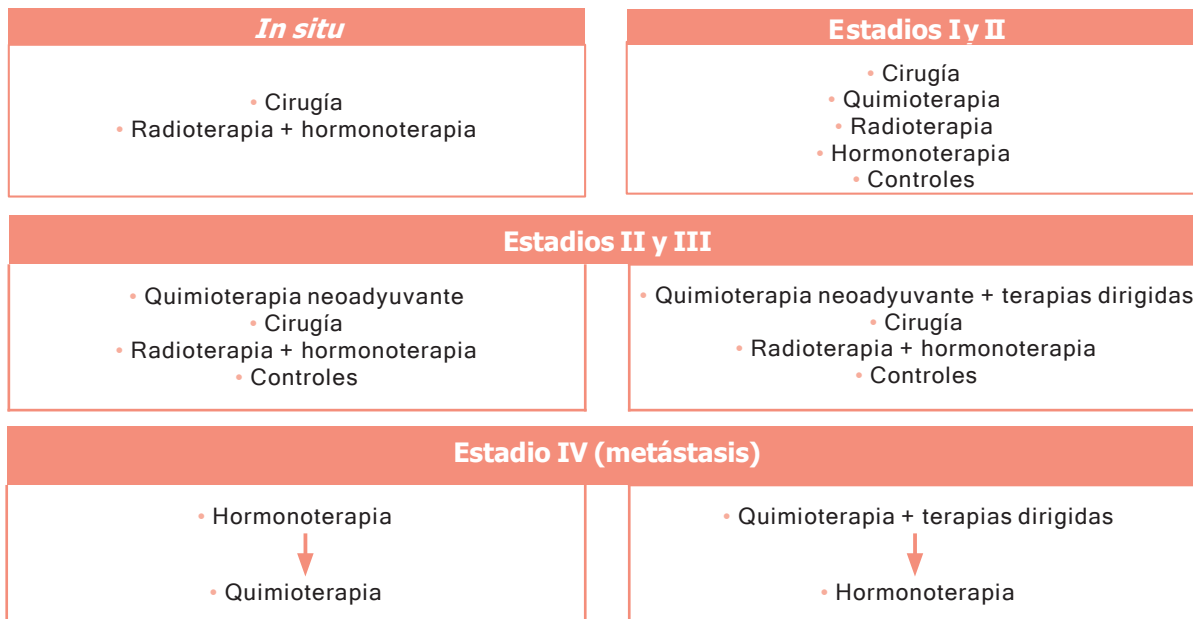 In situ
• Cirugía
• Radioterapia + hormonoterapia
Estadios I y II
• Cirugía
• Quimioterapia
• Radioterapia
• Hormonoterapia
• Controles
Estadios II y III
• Quimioterapia neoadyuvante
• Cirugía
• Radioterapia + hormonoterapia
• Controles
• Quimioterapia neoadyuvante + terapias dirigidas
• Cirugía
• Radioterapia + hormonoterapia
• Controles
Estadio IV (metástasis)
• Hormonoterapia
• Quimioterapia
• Quimioterapia + terapias dirigidas
• Hormonoterapia